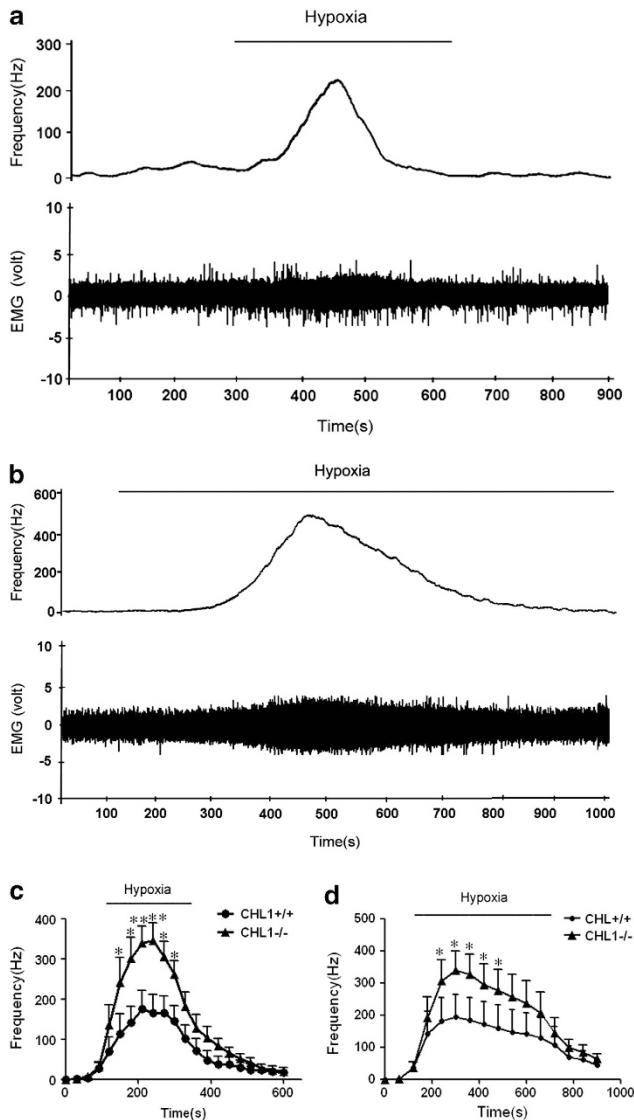 a
Hypoxia
Frequency(Hz)
300
200
100
0
EMG (volt)
10
5
0
-5
-10
100 200 300 400 500 600 700 800 900
Time(s)
b
Hypoxia
Frequency(Hz)
600
400
200
0
EMG (volt)
10
5
0
-5
-10
100 200 300 400 500 600 700 800 900 1000
Time(s)
c
Hypoxia
CHL1+/+
CHL1-/-
Frequency(Hz)
400
300
200
100
0
* * * * * * *
0 200 400 600
Time(s)
d
Hypoxia
CHL+/+
CHL1-/-
Frequency(Hz)
500
400
300
200
100
0
* * * * *
0 200 400 600 800 1000
Time(s)